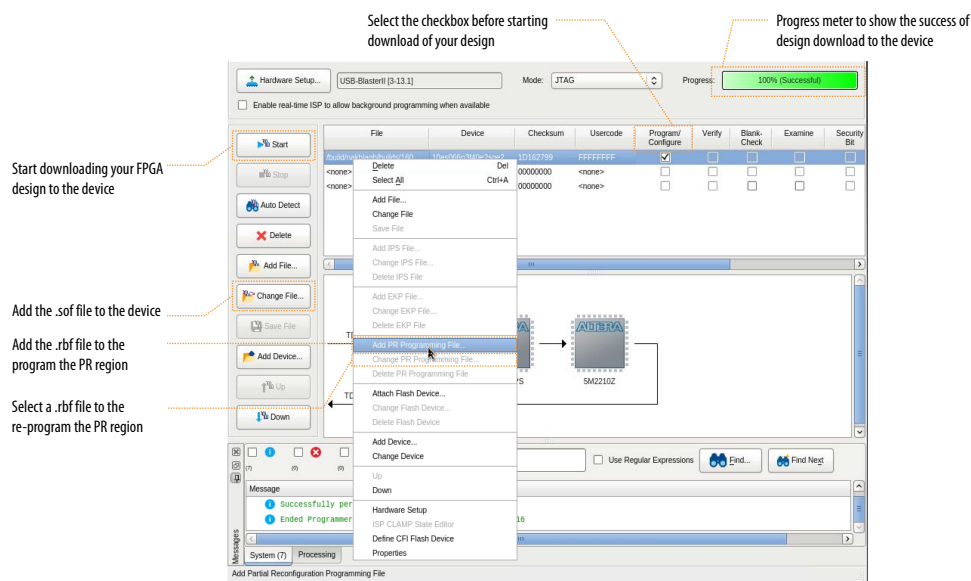 Select the checkbox before starting
download of your design
Progress meter to show the success of
design download to the device
Hardware Setup...
USB-BlasterII [3-13.1]
Mode:
JTAG
Progress:
100% (Successful)
Enable real-time ISP to allow background programming when available
Start
Stop
Auto Detect
Delete
Add File...
Change File...
Save File
Add Device...
Up
Down
File Device Checksum Usercode Program/ Verify Blank- Examine Security
Configure Check Bit
1D162799 FFFFFFFF
<none> 00000000 <none>
<none> 00000000 <none>
Start downloading your FPGA
design to the device
Add the .sof file to the device
Add the .rbf file to the
program the PR region
Select a .rbf file to the
re-program the PR region
Delete Del
Select All Ctrl+A
Add File...
Change File
Save File
Add IPS File...
Change IPS File...
Delete IPS File
Add EKP File...
Change EKP File...
Delete EKP File
Add PR Programming File...
Change PR Programming File...
Delete PR Programming File
Attach Flash Device...
Change Flash Device...
Delete Flash Device
Add Device...
Change Device
Up
Down
Hardware Setup
ISP CLAMP State Editor
Define CFI Flash Device
Properties
ALTERA
5M2210Z
Use Regular Expressions
Find...
Find Next
(7) (0) (0)
Message
Successfully per
Ended Programmer 16
Messages
System (7)
Processing
Add Partial Reconfiguration Programming File